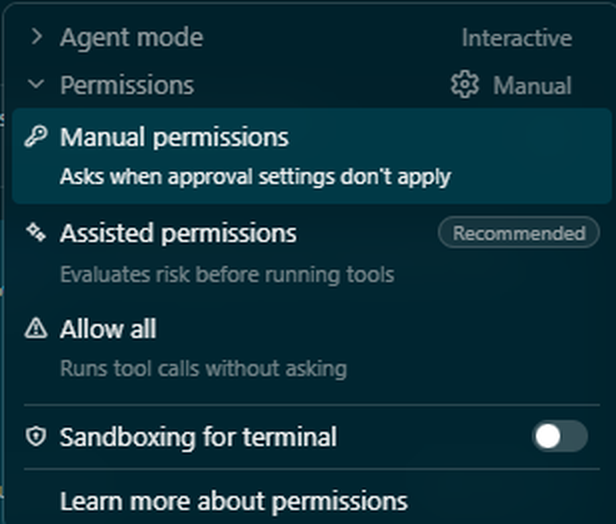 Agent mode Interactive
Permissions Manual
Manual permissions
Asks when approval settings don't apply
Assisted permissions Recommended
Evaluates risk before running tools
Allow all
Runs tool calls without asking
Sandboxing for terminal
Learn more about permissions